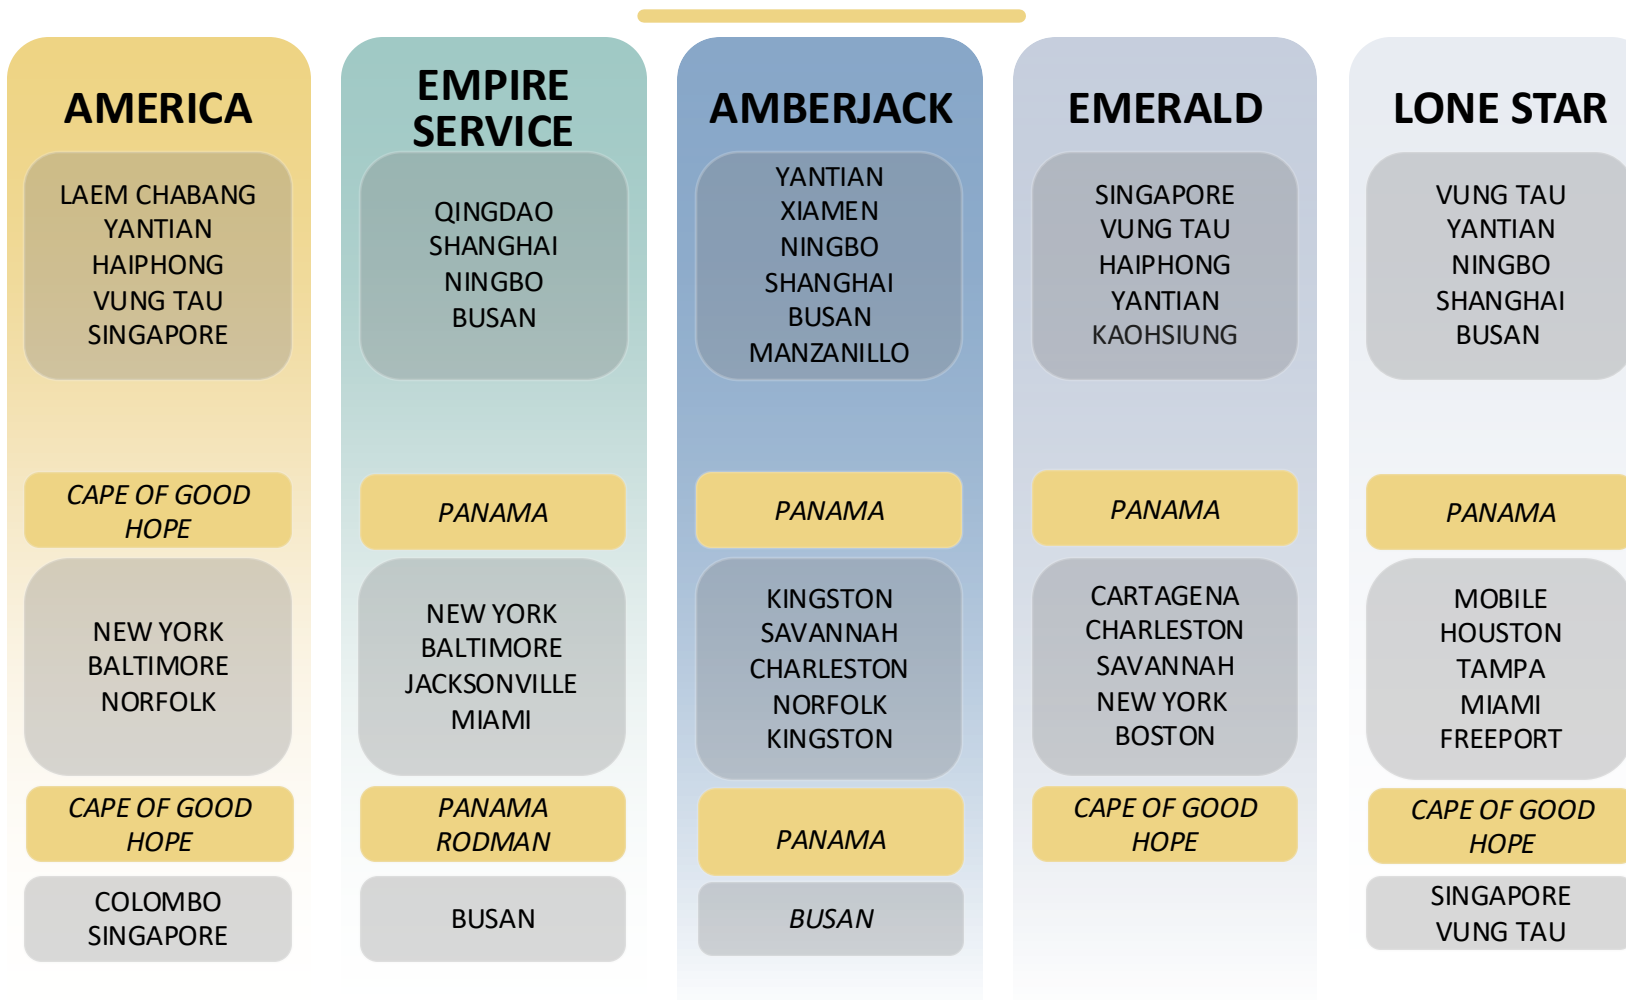 AMERICA
LAEM CHABANG
YANTIAN
HAIPHONG
VUNG TAU
SINGAPORE
CAPE OF GOOD
HOPE
NEW YORK
BALTIMORE
NORFOLK
CAPE OF GOOD
HOPE
COLOMBO
SINGAPORE
EMPIRE
SERVICE
QINGDAO
SHANGHAI
NINGBO
BUSAN
PANAMA
NEW YORK
BALTIMORE
JACKSONVILLE
MIAMI
PANAMA
RODMAN
BUSAN
AMBERJACK
YANTIAN
XIAMEN
NINGBO
SHANGHAI
BUSAN
MANZANILLO
PANAMA
KINGSTON
SAVANNAH
CHARLESTON
NORFOLK
KINGSTON
PANAMA
BUSAN
EMERALD
SINGAPORE
VUNG TAU
HAIPHONG
YANTIAN
KAOHSIUNG
PANAMA
CARTAGENA
CHARLESTON
SAVANNAH
NEW YORK
BOSTON
CAPE OF GOOD
HOPE
LONE STAR
VUNG TAU
YANTIAN
NINGBO
SHANGHAI
BUSAN
PANAMA
MOBILE
HOUSTON
TAMPA
MIAMI
FREEPORT
CAPE OF GOOD
HOPE
SINGAPORE
VUNG TAU